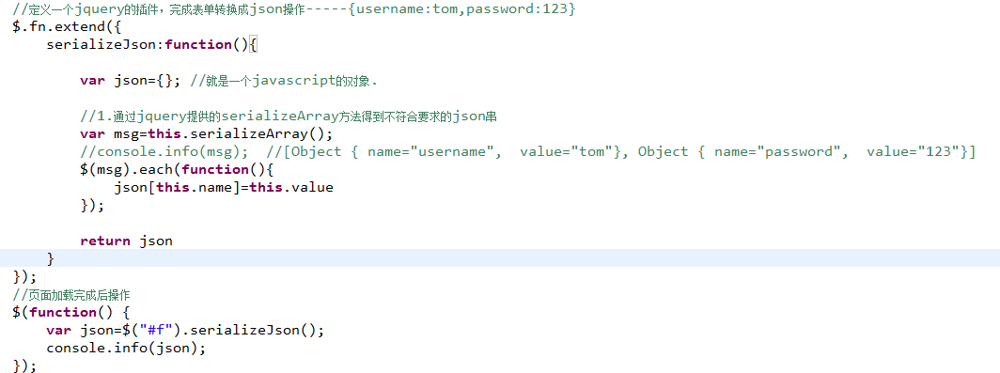 //定义一个jquery的插件，完成表单转换成json操作-----{username:tom,password:123}
$.fn.extend({
    serializeJson:function(){
        var json={}; //就是一个javascript的对象.
        //1.通过jquery提供的serializeArray方法得到不符合要求的json串
        var msg=this.serializeArray();
        //console.info(msg);  //[Object { name="username",  value="tom"}, Object { name="password",  value="123"}]
        $(msg).each(function(){
            json[this.name]=this.value
        });
        return json
    }
});
//页面加载完成后操作
$(function() {
    var json=$("#f").serializeJson();
    console.info(json);
});